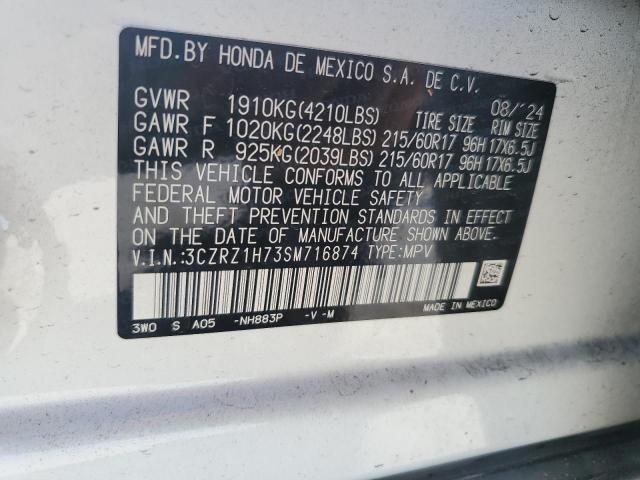 MFD.BY HONDA DE MEXICO S.A. DE C.V.
08/'24
GVWR 1910KG(4210LBS) TIRE SIZE RIM SIZE
GAWR F 1020KG(2248LBS) 215/60R17 96H 17X6.5J
GAWR R 925KG(2039LBS) 215/60R17 96H 17X6.5J
THIS VEHICLE CONFORMS TO ALL APPLICABLE
FEDERAL MOTOR VEHICLE SAFETY
AND THEFT PREVENTION STANDARDS IN EFFECT
ON THE DATE OF MANUFACTURE SHOWN ABOVE.
V.I.N.:3CZRZ1H73SM716874 TYPE:MPV
3W0 S A05 -NH883P -V -M
MADE IN MEXICO